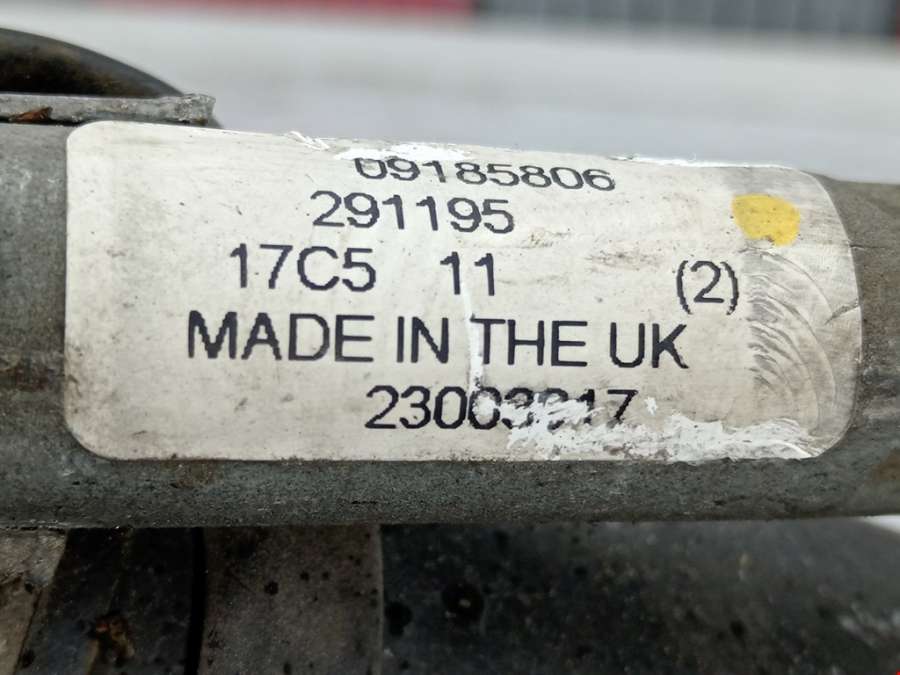 09185806
291195
17C5 11 (2)
MADE IN THE UK